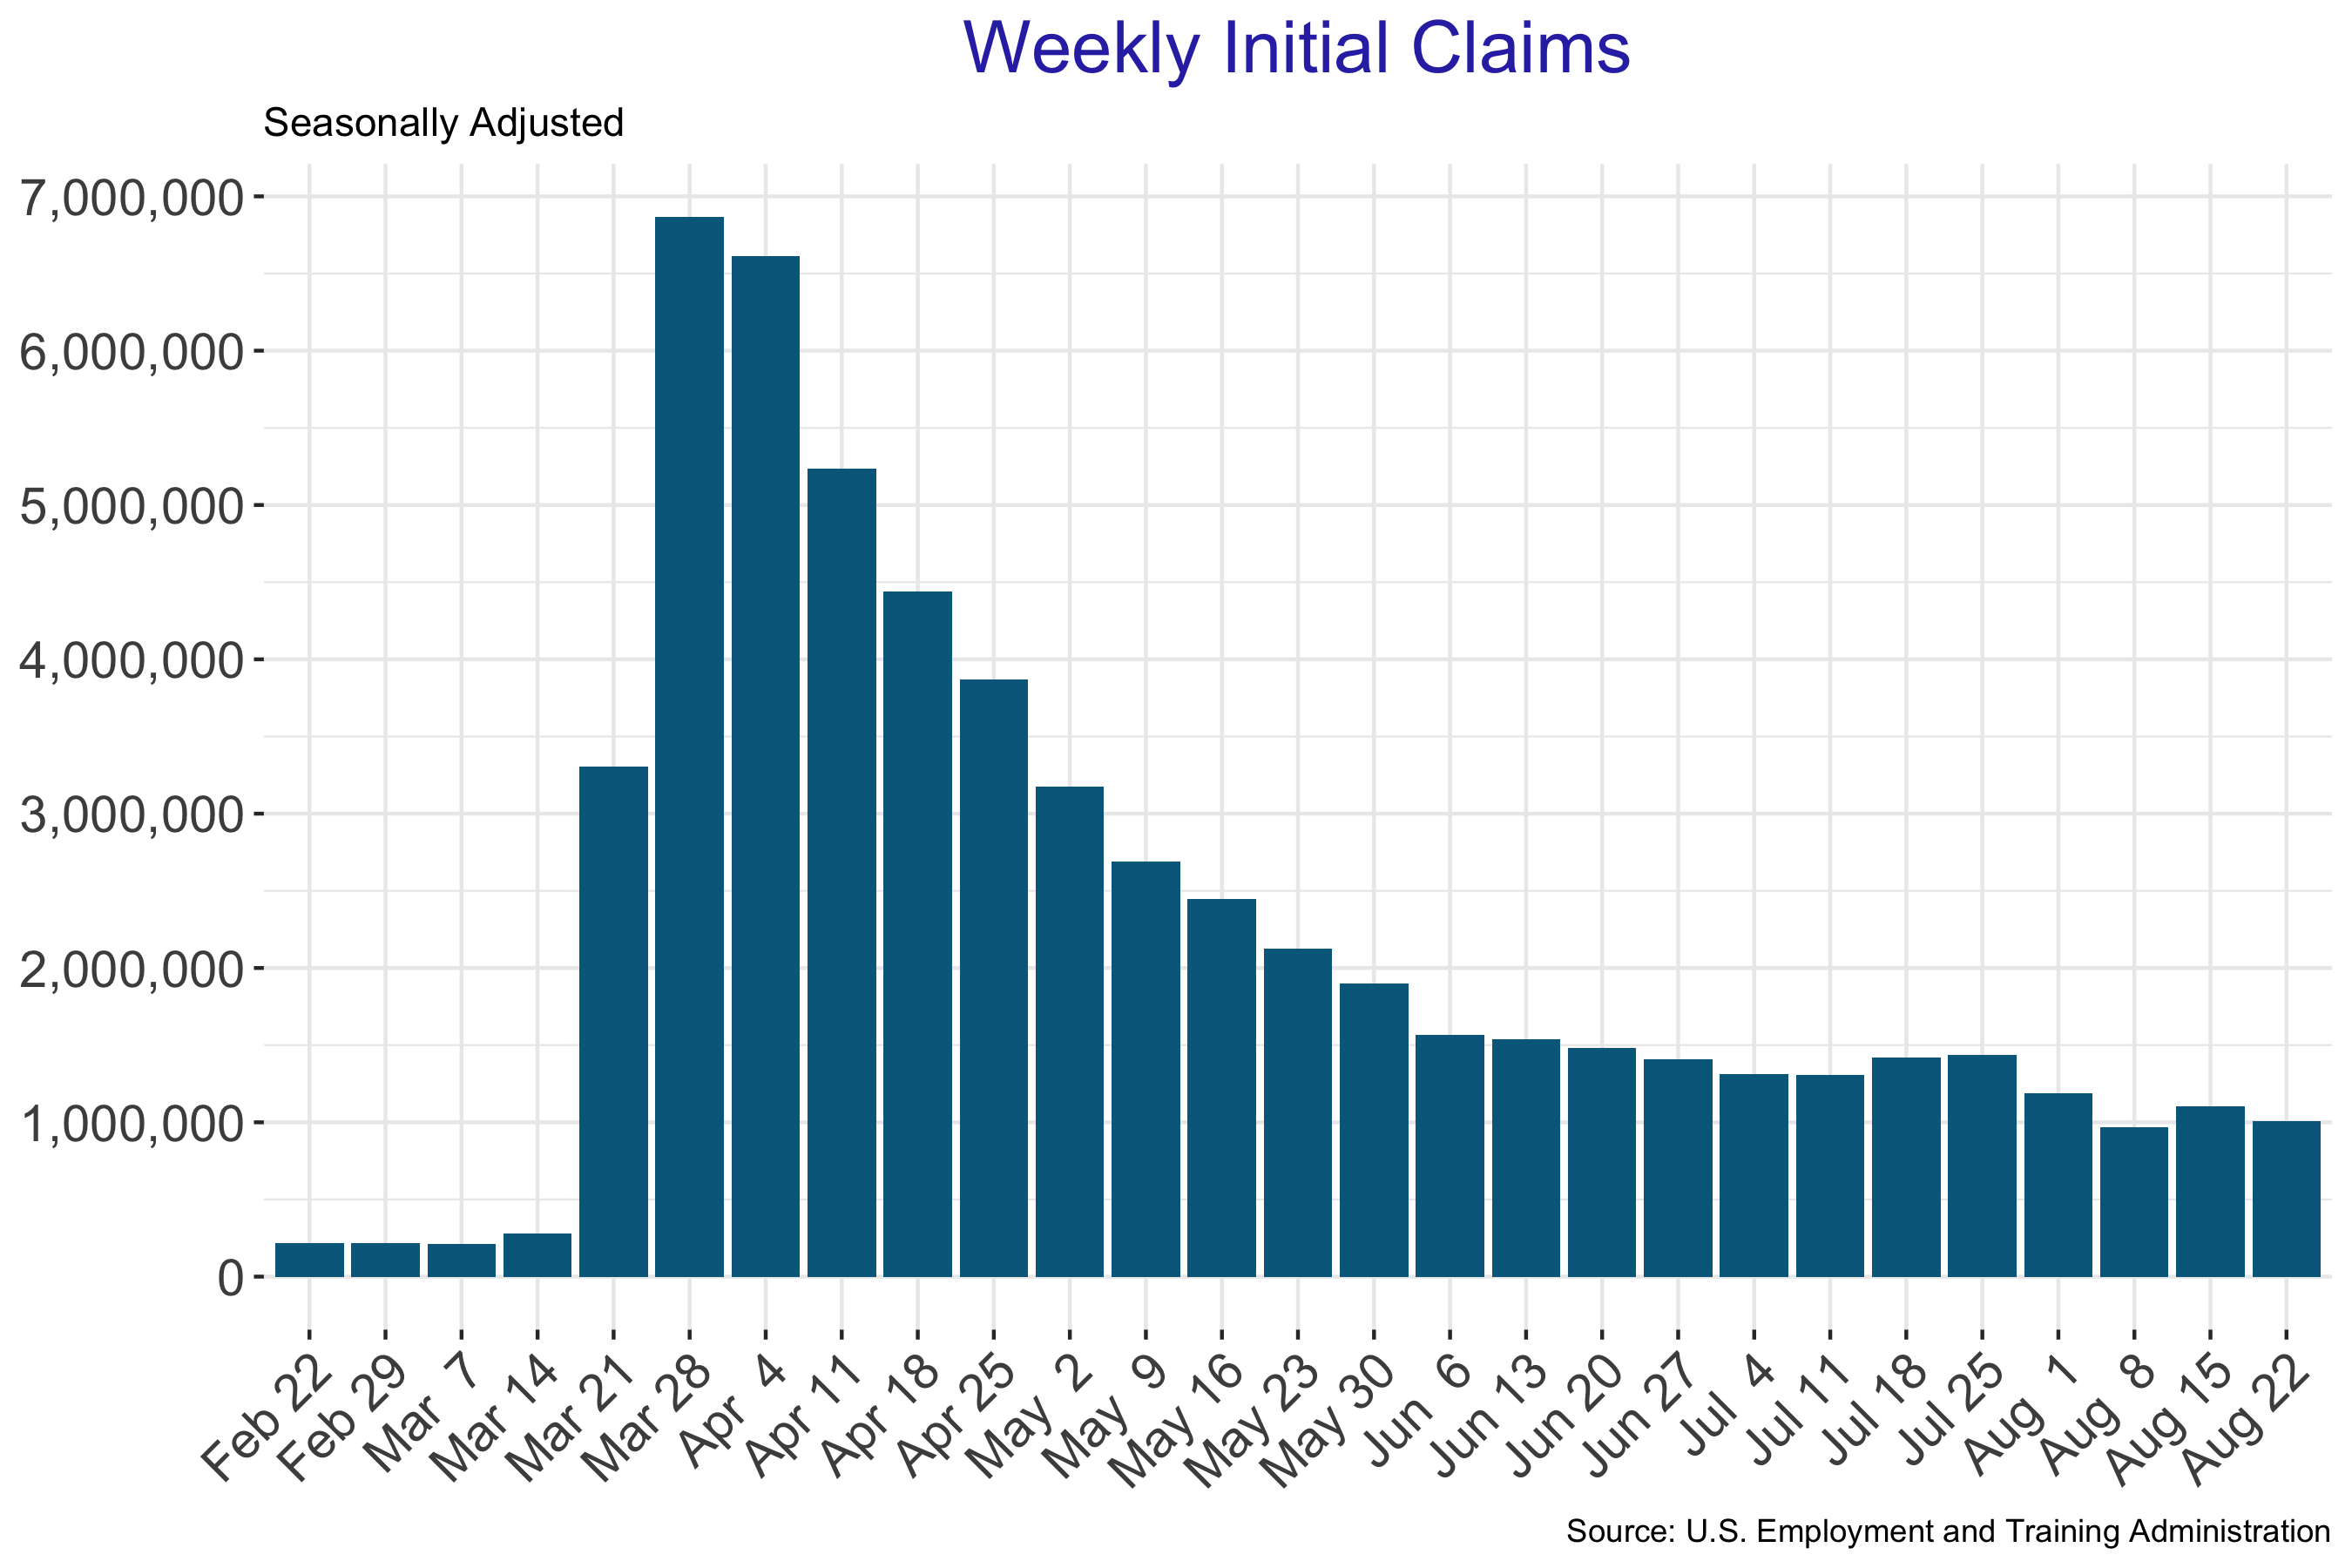 Weekly Initial Claims
Seasonally Adjusted
7,000,000
6,000,000
5,000,000
4,000,000
3,000,000
2,000,000
1,000,000
0
Feb 22
Feb 29
Mar 7
Mar 14
Mar 21
Mar 28
Apr 4
Apr 11
Apr 18
Apr 25
May 2
May 9
May 16
May 23
May 30
Jun 6
Jun 13
Jun 20
Jun 27
Jul 4
Jul 11
Jul 18
Jul 25
Aug 1
Aug 8
Aug 15
Aug 22
Source: U.S. Employment and Training Administration